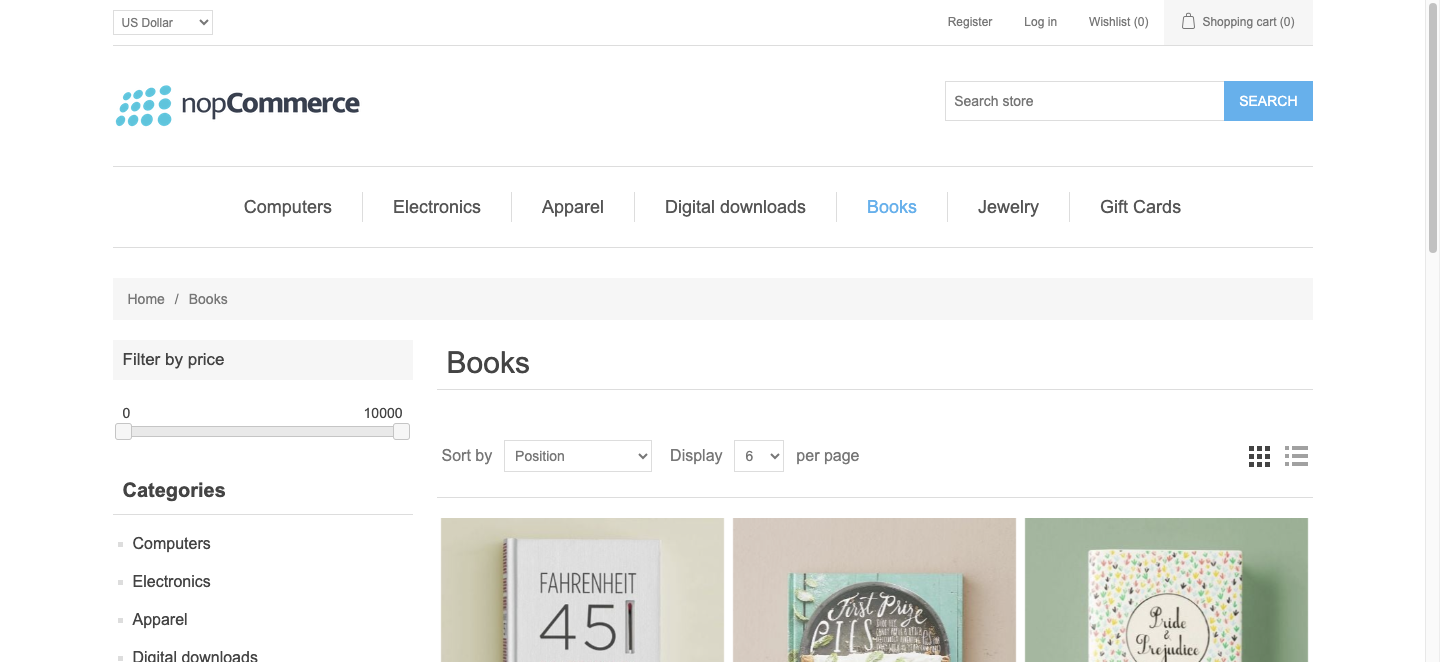 US Dollar
Register
Log in
Wishlist (0)
Shopping cart (0)
nopCommerce
Search store
SEARCH
Computers
Electronics
Apparel
Digital downloads
Books
Jewelry
Gift Cards
Home / Books
Filter by price
0
10000
Categories
Computers
Electronics
Apparel
Digital downloads
Books
Sort by
Position
Display
6
per page
FAHRENHEIT
451
First Prize
PIES
Pride
&
Prejudice